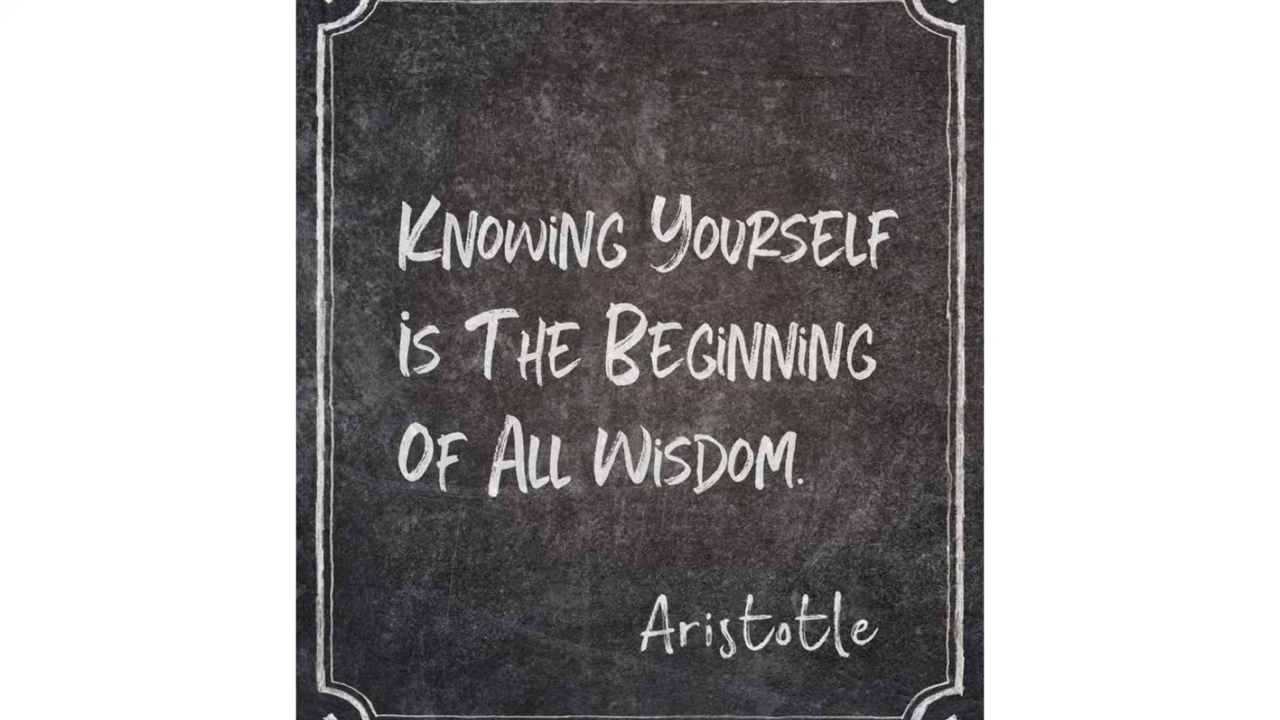 Knowing Yourself
is The Beginning
of All Wisdom.
Aristotle